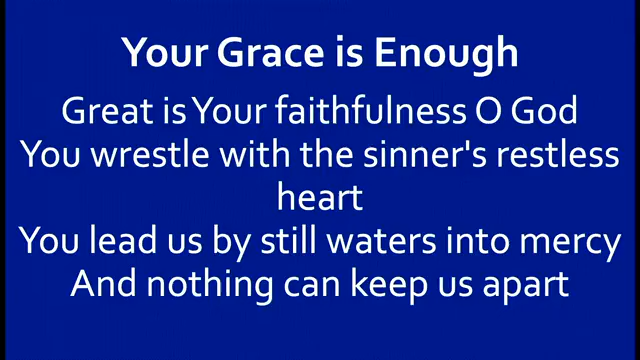 Your Grace is Enough
Great is Your faithfulness O God
You wrestle with the sinner's restless
heart
You lead us by still waters into mercy
And nothing can keep us apart